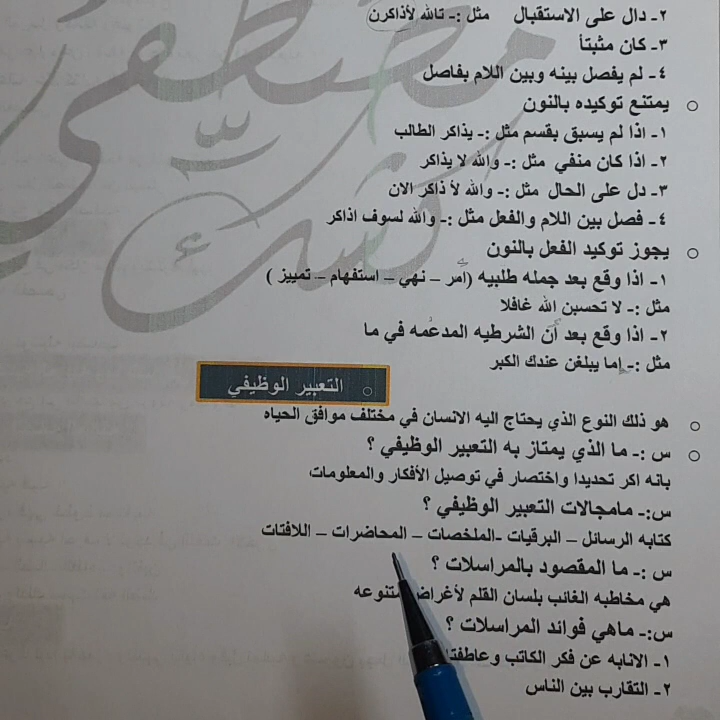 ٢- دال على الاستقبال مثل :- تالله لأذاكرن
٣- كان مثبتأ
٤- لم يفصل بينه وبين اللام بفاصل
يمتنع توكيده بالنون
١- اذا لم يسبق بقسم مثل :- يذاكر الطالب
٢- اذا كان منفي مثل :- والله لا يذاكر
٣- دل على الحال مثل :- والله لأ ذاكر الان
٤- فصل بين اللام والفعل مثل :- والله لسوف اذاكر
يجوز توكيد الفعل بالنون
١- اذا وقع بعد جمله طلبيه (امر – نهي – استفهام – تمييز )
مثل :- لا تحسبن الله غافلا
٢- اذا وقع بعد أن الشرطيه المدعمه في ما
مثل :- إما يبلغن عندك الكبر
التعبير الوظيفي
هو ذلك النوع الذي يحتاج اليه الانسان في مختلف موافق الحياه
س :- ما الذي يمتاز به التعبير الوظيفي ؟
بانه اكر تحديدا واختصار في توصيل الأفكار والمعلومات
س:- مامجالات التعبير الوظيفي ؟
كتابه الرسائل – البرقيات -الملخصات – المحاضرات – اللافتات
س :- ما المقصود بالمراسلات ؟
هي مخاطبه الغائب بلسان القلم لأغراض متنوعه
س:- ماهي فوائد المراسلات ؟
١- الانابه عن فكر الكاتب
٢- التقارب بين الناس